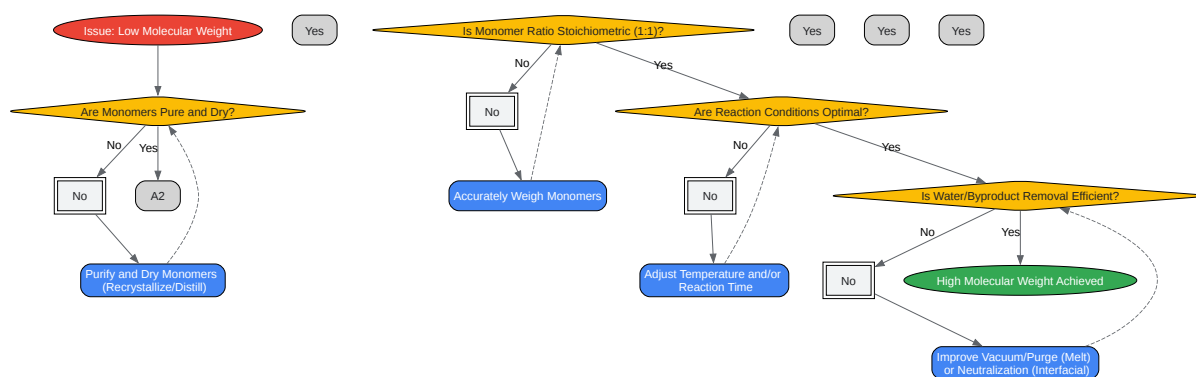 Issue: Low Molecular Weight
Yes
Is Monomer Ratio Stoichiometric (1:1)?
Yes
Yes
Yes
No
Yes
Are Monomers Pure and Dry?
No
Are Reaction Conditions Optimal?
No
Yes
No
Yes
No
A2
Accurately Weigh Monomers
No
Is Water/Byproduct Removal Efficient?
No
Yes
Purify and Dry Monomers
(Recrystallize/Distill)
Adjust Temperature and/or
Reaction Time
No
High Molecular Weight Achieved
Improve Vacuum/Purge (Melt)
or Neutralization (Interfacial)